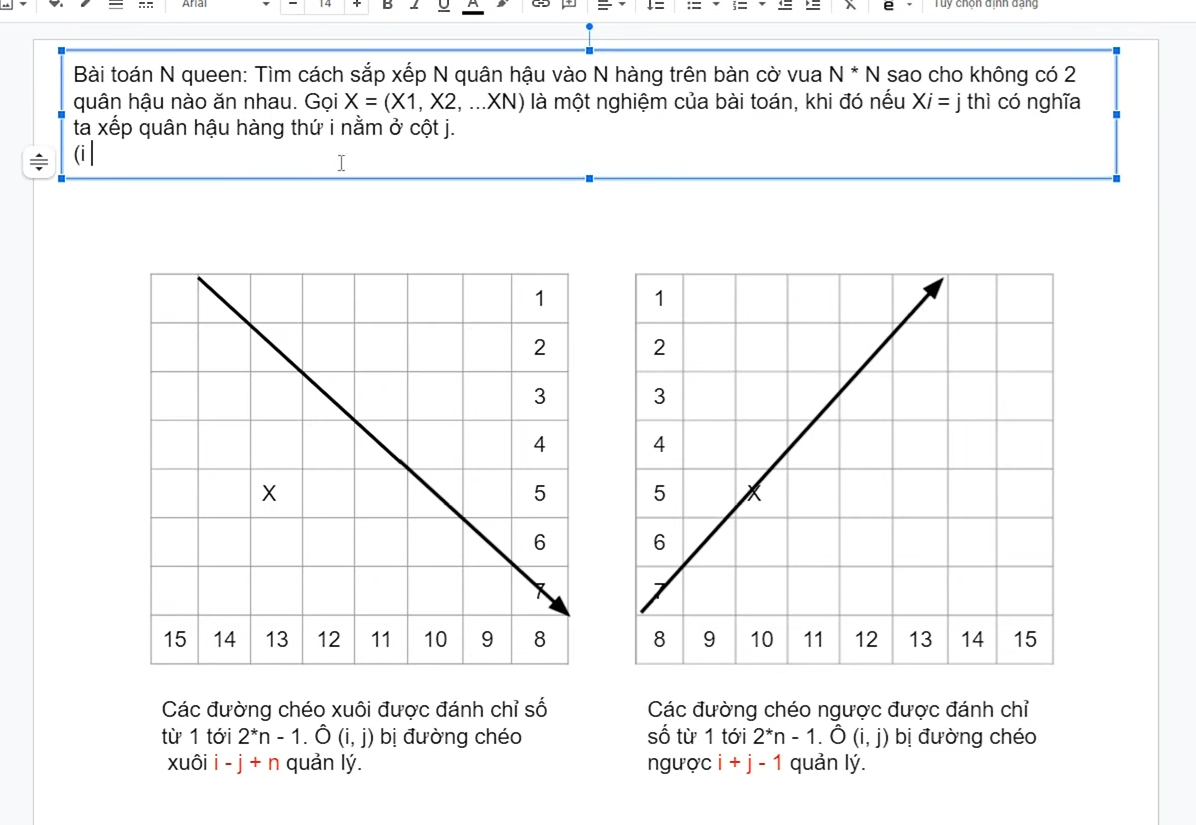 Arial
14
B I U A
Tùy chọn định dạng
Bài toán N queen: Tìm cách sắp xếp N quân hậu vào N hàng trên bàn cờ vua N * N sao cho không có 2
quân hậu nào ăn nhau. Gọi X = (X1, X2, ...XN) là một nghiệm của bài toán, khi đó nếu Xi = j thì có nghĩa
ta xếp quân hậu hàng thứ i nằm ở cột j.
(i
1
2
3
4
X 5
6
7
15 14 13 12 11 10 9 8
1
2
3
4
5 X
6
7
8 9 10 11 12 13 14 15
Các đường chéo xuôi được đánh chỉ số
từ 1 tới 2*n - 1. Ô (i, j) bị đường chéo
xuôi i - j + n quản lý.
Các đường chéo ngược được đánh chỉ
số từ 1 tới 2*n - 1. Ô (i, j) bị đường chéo
ngược i + j - 1 quản lý.